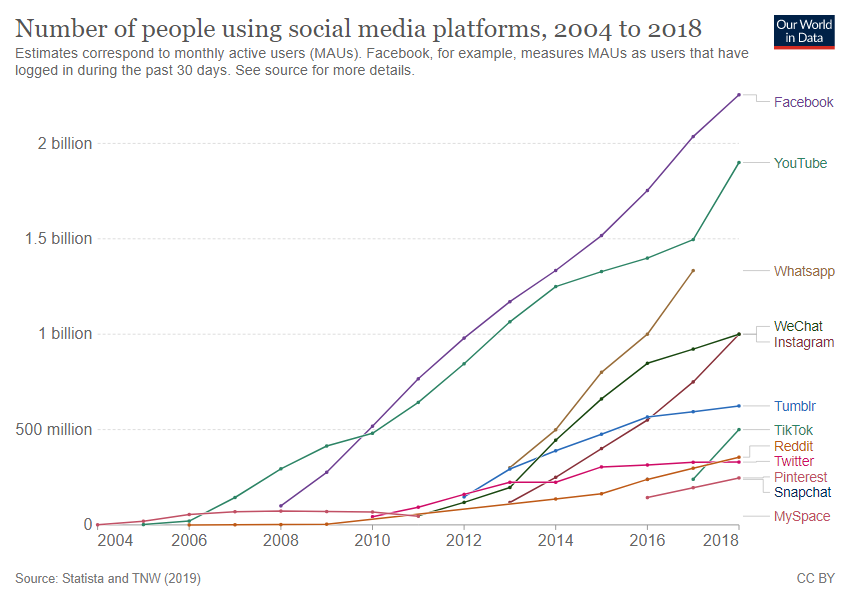 Number of people using social media platforms, 2004 to 2018
Our World
in Data
Estimates correspond to monthly active users (MAUs). Facebook, for example, measures MAUs as users that have
logged in during the past 30 days. See source for more details.
Facebook
2 billion
YouTube
1.5 billion
Whatsapp
WeChat
1 billion
Instagram
Tumblr
500 million
TikTok
Reddit
Twitter
Pinterest
Snapchat
MySpace
0
2004 2006 2008 2010 2012 2014 2016 2018
Source: Statista and TNW (2019)
CC BY